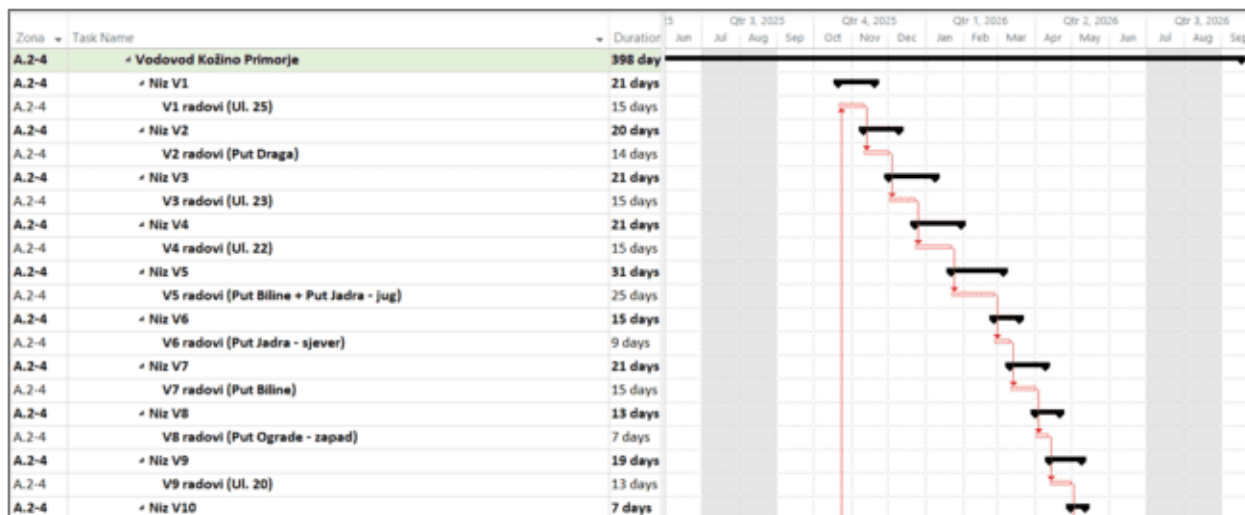 25 Qtr 3, 2025 Qtr 4, 2025 Qtr 1, 2026 Qtr 2, 2026 Qtr 3, 2026
Zona Task Name Duration Jun Jul Aug Sep Oct Nov Dec Jan Feb Mar Apr May Jun Jul Aug Sep
A.2-4 Vodovod Kožino Primorje 398 day
A.2-4 Niz V1 21 days
A.2-4 V1 radovi (Ul. 25) 15 days
A.2-4 Niz V2 20 days
A.2-4 V2 radovi (Put Draga) 14 days
A.2-4 Niz V3 21 days
A.2-4 V3 radovi (Ul. 23) 15 days
A.2-4 Niz V4 21 days
A.2-4 V4 radovi (Ul. 22) 15 days
A.2-4 Niz V5 31 days
A.2-4 V5 radovi (Put Biline + Put Jadra - jug) 25 days
A.2-4 Niz V6 15 days
A.2-4 V6 radovi (Put Jadra - sjever) 9 days
A.2-4 Niz V7 21 days
A.2-4 V7 radovi (Put Biline) 15 days
A.2-4 Niz V8 13 days
A.2-4 V8 radovi (Put Ograde - zapad) 7 days
A.2-4 Niz V9 19 days
A.2-4 V9 radovi (Ul. 20) 13 days
A.2-4 Niz V10 7 days